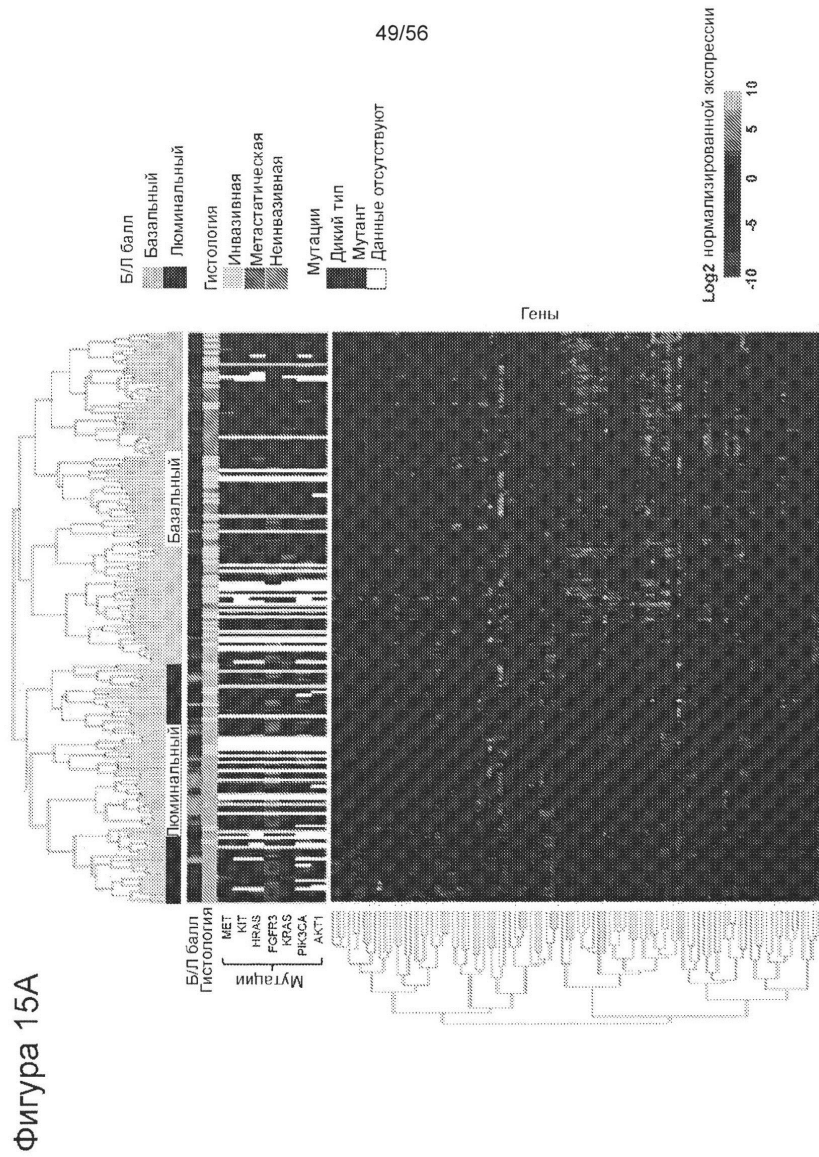 49/56
Фигура 15А
Б/Л балл
Базальный
Люминальный
Гистология
Инвазивная
Метастатическая
Неинвазивная
Мутации
Дикий тип
Мутант
Данные отсутствуют
Люминальный
Базальный
Б/Л балл
Гистология
MET
KIT
HRAS
FGFR3
KRAS
PIK3CA
AKT1
Мутации
Гены
Log2 нормализированной экспрессии
-10 -5 0 5 10